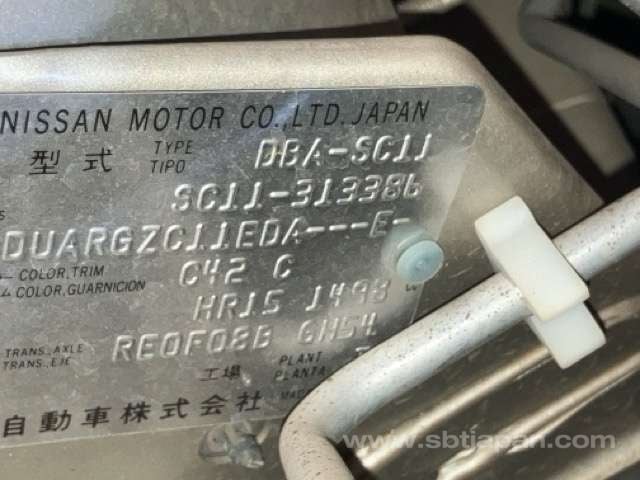 NISSAN MOTOR CO.,LTD. JAPAN
型式 TYPE TIPO DBA-SC11
SC11-313386
DUARGZC11EDA---E-
COLOR,TRIM C42 C
COLOR,GUARNICION
HR15 1498
TRANS.,AXLE RE0F08B GH54
TRANS.,EJE
工場 PLANT PLANTA
自動車株式会社
www.sbtjapan.com